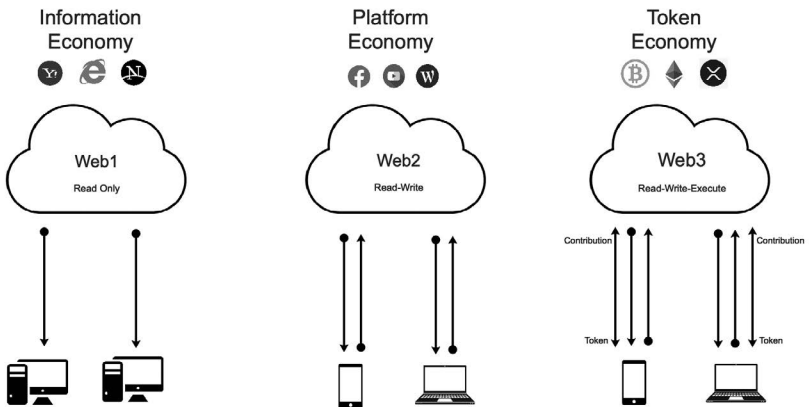 Information
Economy
Y!
e
N
Web1
Read Only
Platform
Economy
f
W
Web2
Read-Write
Token
Economy
B
X
Web3
Read-Write-Execute
Contribution
Contribution
Token
Token